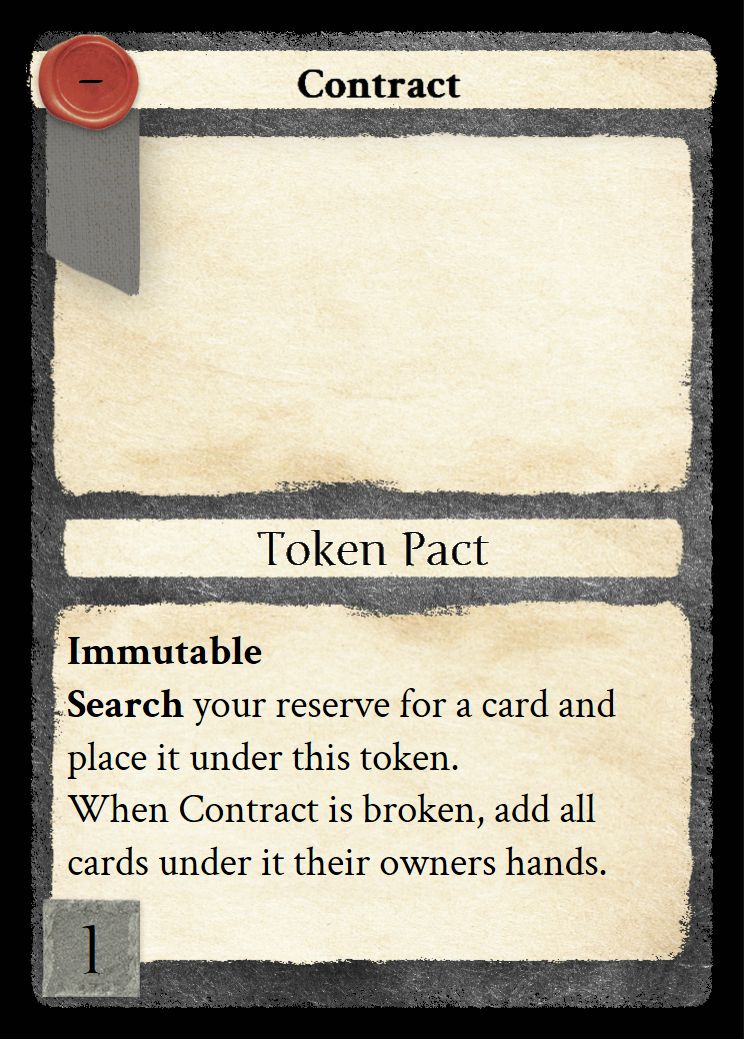 –
Contract
Token Pact
Immutable
Search your reserve for a card and
place it under this token.
When Contract is broken, add all
cards under it their owners hands.
1